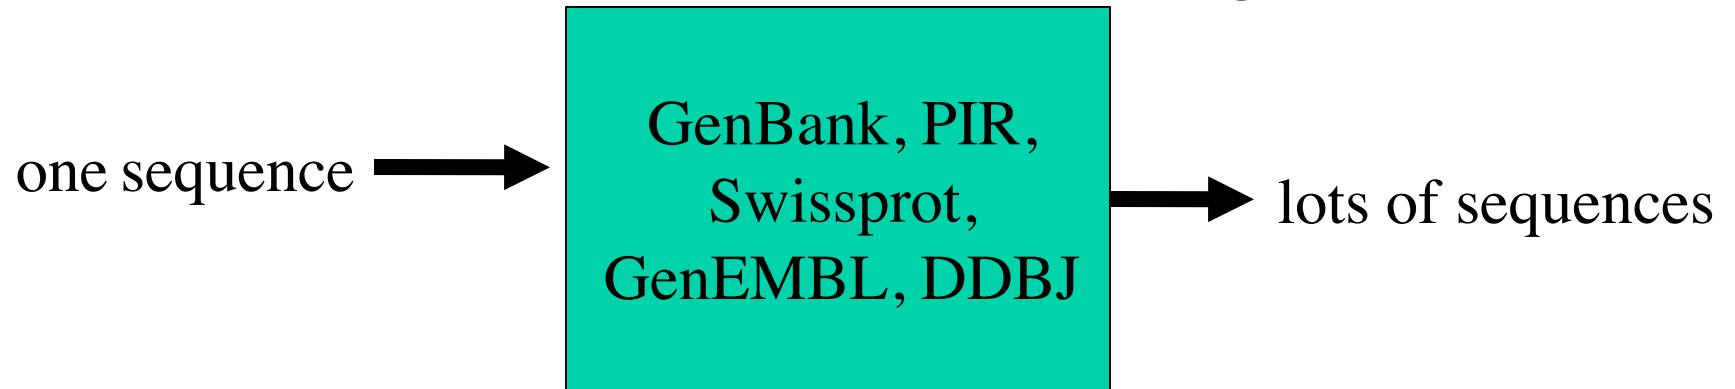 one sequence
GenBank, PIR,
Swissprot,
GenEMBL, DDBJ
lots of sequences